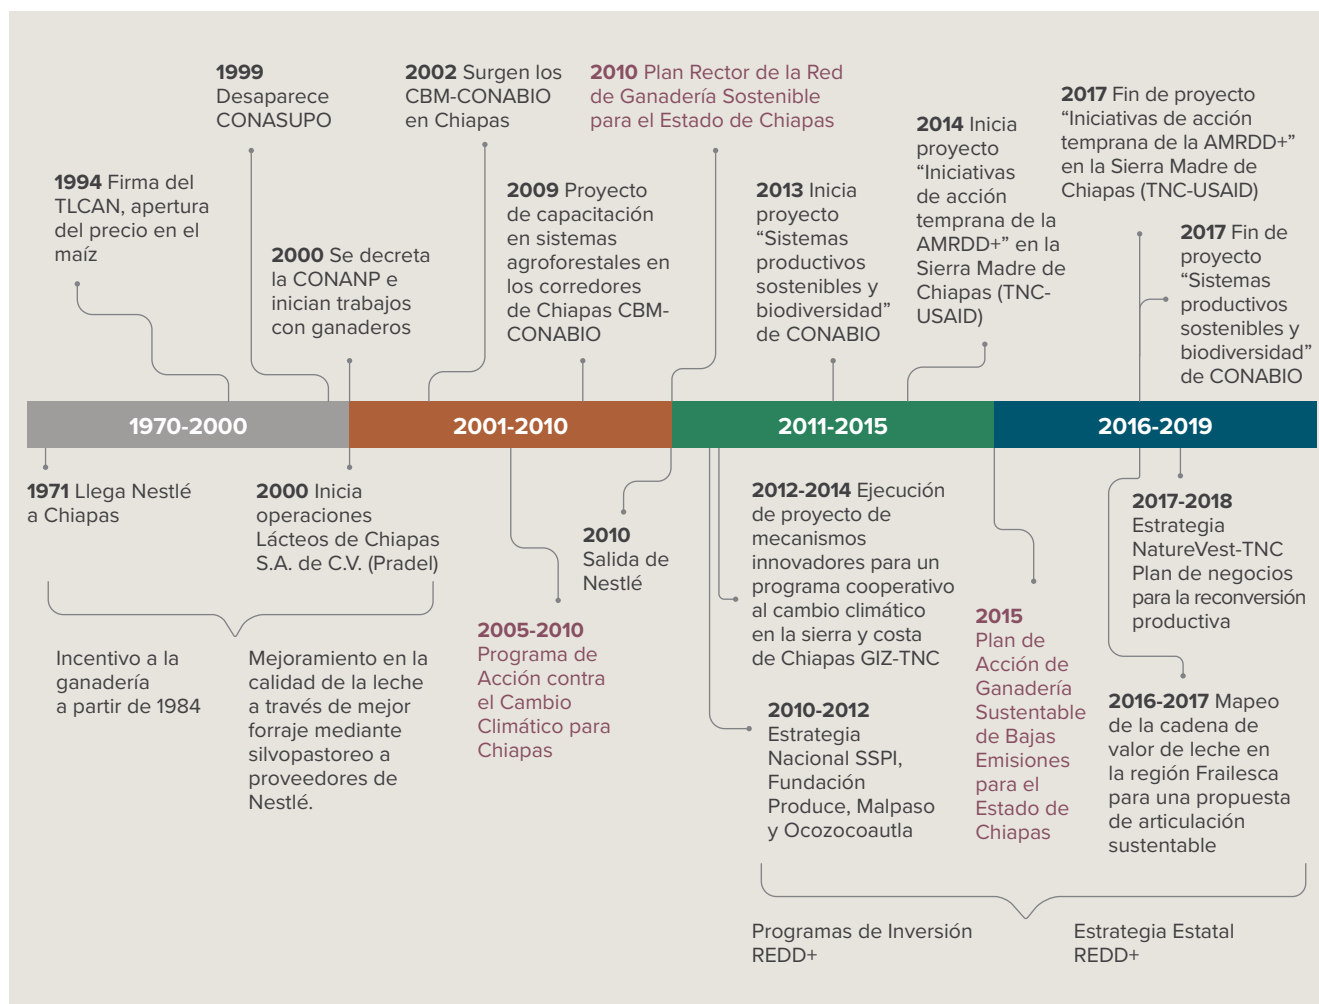 1999
Desaparece
CONASUPO
2002 Surgen los
CBM-CONABIO
en Chiapas
2010 Plan Rector de la Red
de Ganadería Sostenible
para el Estado de Chiapas
2014 Inicia
proyecto
“Iniciativas
de acción
temprana de la
AMRDD+” en la
Sierra Madre de
Chiapas (TNC-
USAID)
2017 Fin de proyecto
“Iniciativas de acción
temprana de la AMRDD+”
en la Sierra Madre de
Chiapas (TNC-USAID)
1994 Firma del
TLCAN, apertura
del precio en el
maíz
2000 Se decreta
la CONANP e
inician trabajos
con ganaderos
2009 Proyecto
de capacitación
en sistemas
agroforestales en
los corredores
de Chiapas CBM-
CONABIO
2013 Inicia
proyecto
“Sistemas
productivos
sostenibles y
biodiversidad”
de CONABIO
2017 Fin de
proyecto
“Sistemas
productivos
sostenibles y
biodiversidad”
de CONABIO
1970-2000
2001-2010
2011-2015
2016-2019
1971 Llega Nestlé
a Chiapas
2000 Inicia
operaciones
Lácteos de Chiapas
S.A. de C.V. (Pradel)
2010
Salida de
Nestlé
2012-2014 Ejecución
de proyecto de
mecanismos
innovadores para un
programa cooperativo
al cambio climático
en la sierra y costa
de Chiapas GIZ-TNC
2017-2018
Estrategia
NatureVest-TNC
Plan de negocios
para la reconversión
productiva
Incentivo a la
ganadería
a partir de 1984
Mejoramiento en la
calidad de la leche
a través de mejor
forraje mediante
silvopastoreo a
proveedores de
Nestlé.
2005-2010
Programa de
Acción contra
el Cambio
Climático para
Chiapas
2010-2012
Estrategia
Nacional SSPI,
Fundación
Produce, Malpaso
y Ocozocoautla
2015
Plan de
Acción de
Ganadería
Sustentable
de Bajas
Emisiones
para el
Estado de
Chiapas
2016-2017 Mapeo
de la cadena de
valor de leche en
la región Frailesca
para una propuesta
de articulación
sustentable
Programas de Inversión
REDD+
Estrategia Estatal
REDD+